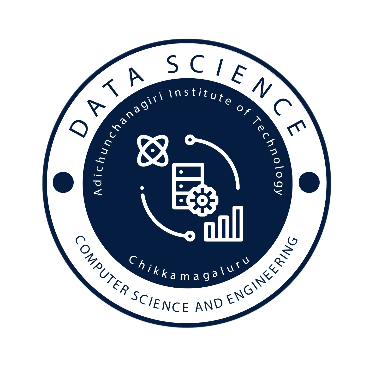 DATA SCIENCE
Adichunchanagiri Institute of Technology
Chikkamagaluru
COMPUTER SCIENCE AND ENGINEERING